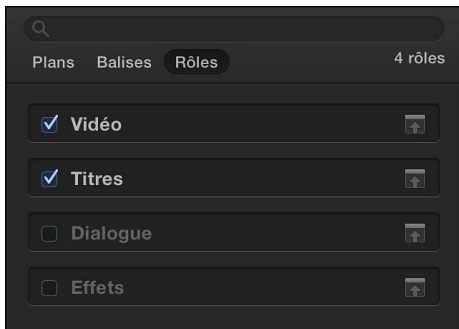 Plans Balises Rôles 4 rôles
Vidéo
Titres
Dialogue
Effets